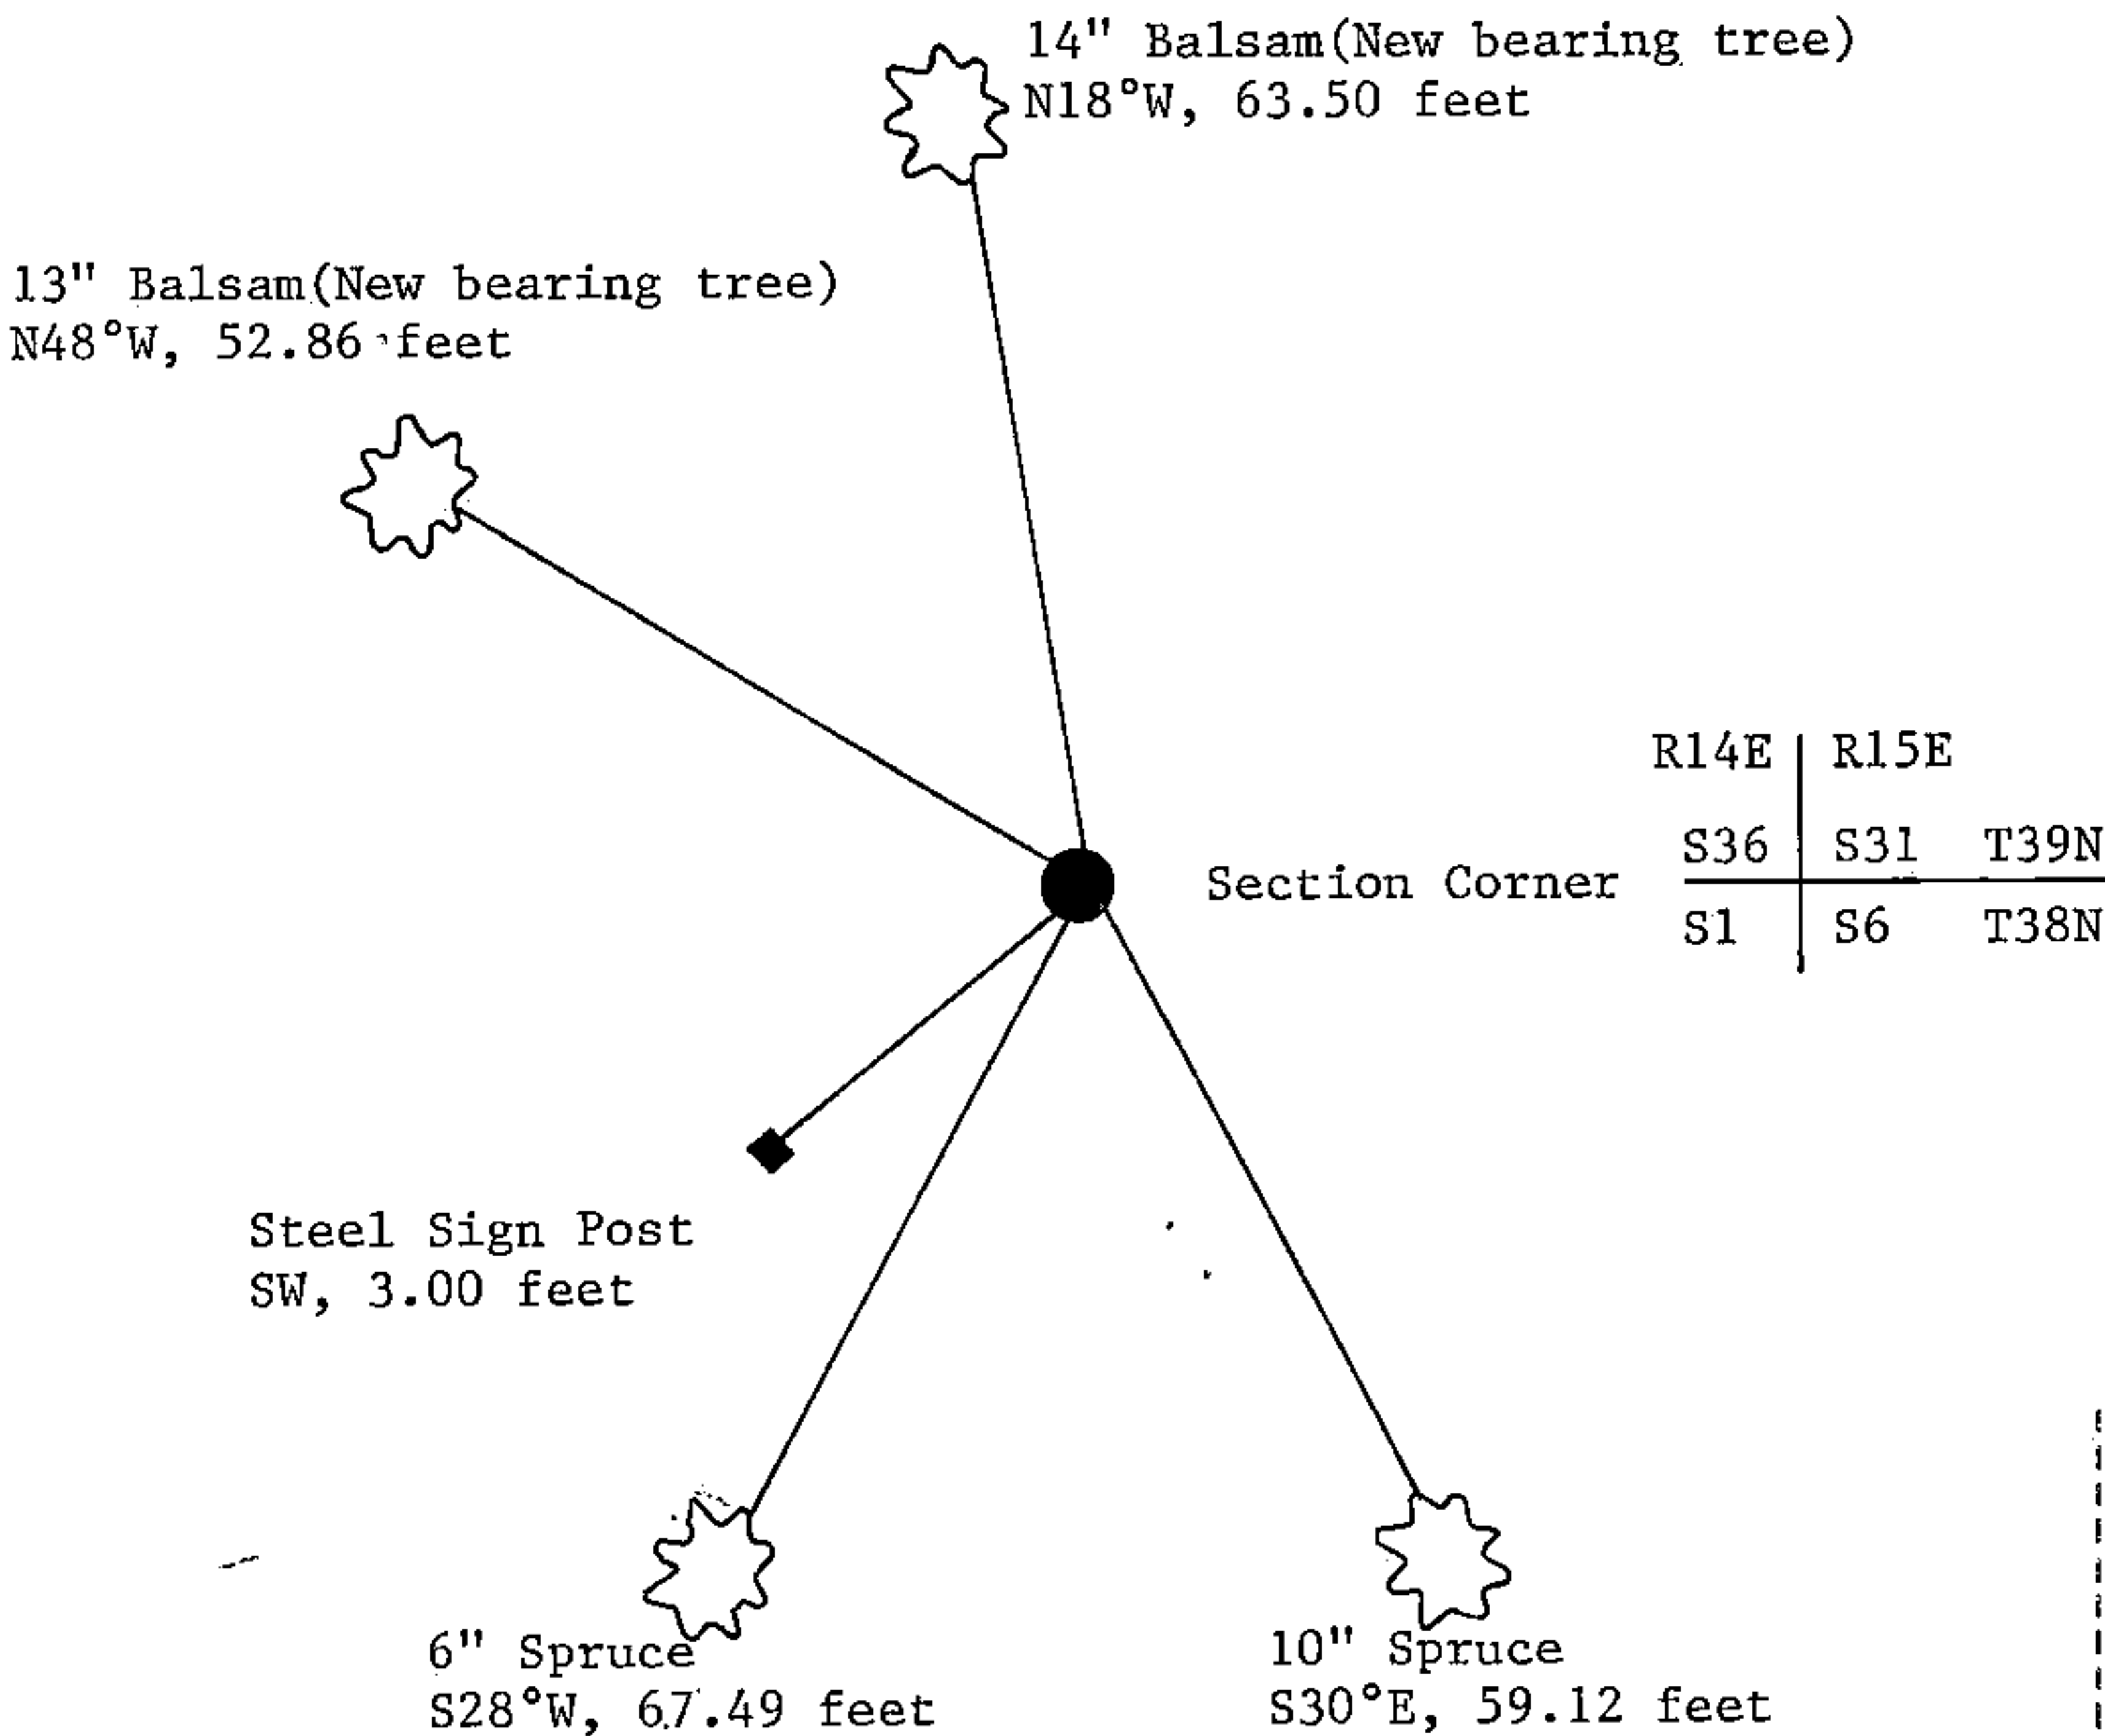 14" Balsam(New bearing tree)
N18°W, 63.50 feet
13" Balsam(New bearing tree)
N48°W, 52.86 feet
R14E R15E
S36 S31 T39N
Section Corner
S1 S6 T38N
Steel Sign Post
SW, 3.00 feet
6" Spruce
S28°W, 67.49 feet
10" Spruce
S30°E, 59.12 feet